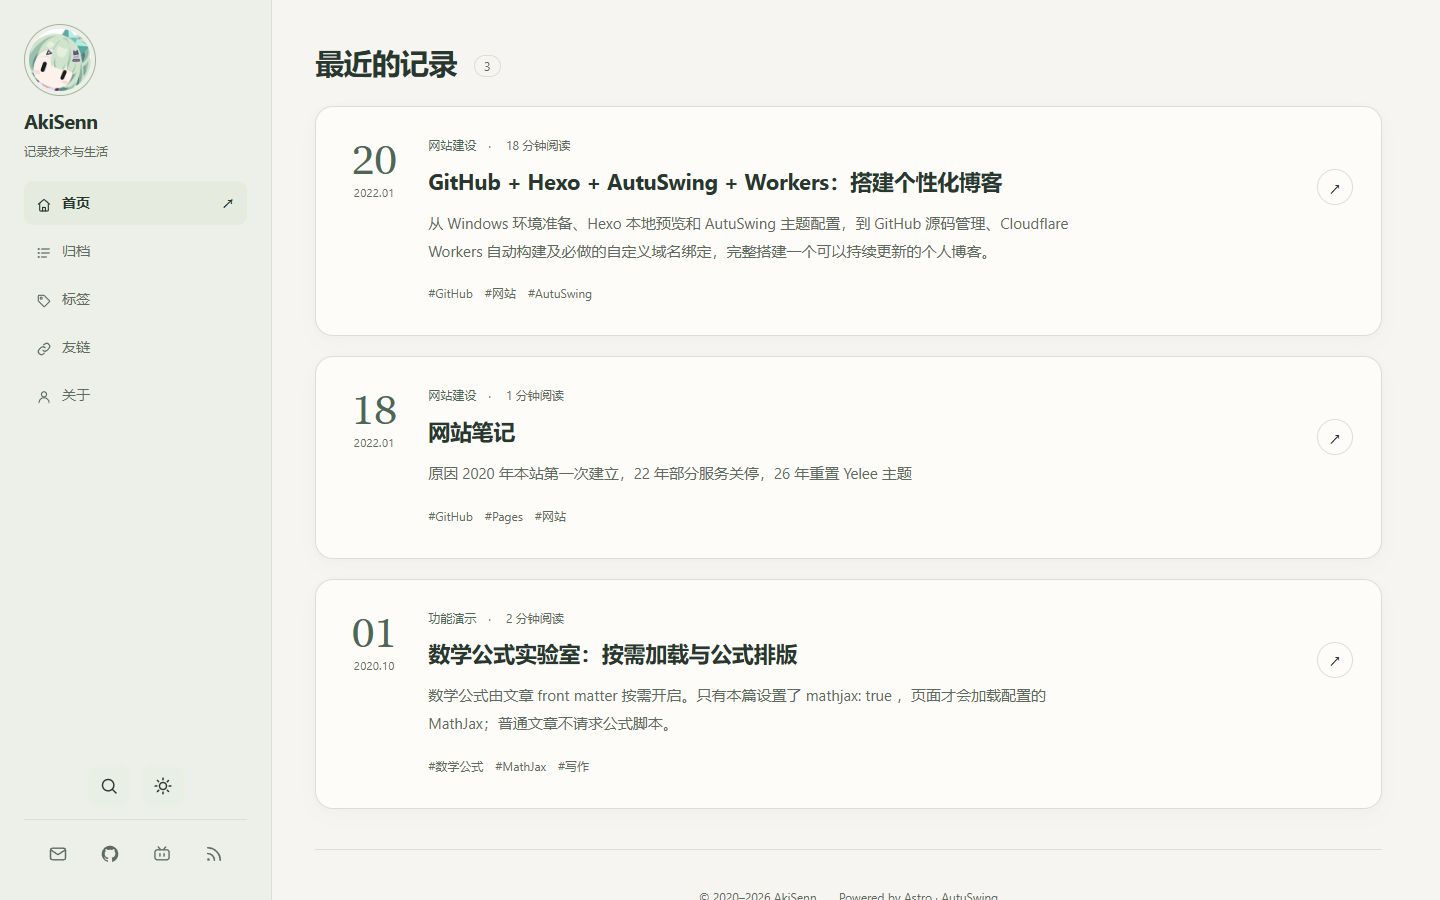 AkiSenn
记录技术与生活
首页
归档
标签
友链
关于
最近的记录 3
20
2022.01
网站建设 · 18 分钟阅读
GitHub + Hexo + AutuSwing + Workers：搭建个性化博客
从 Windows 环境准备、Hexo 本地预览和 AutuSwing 主题配置，到 GitHub 源码管理、Cloudflare
Workers 自动构建及必做的自定义域名绑定，完整搭建一个可以持续更新的个人博客。
#GitHub #网站 #AutuSwing
18
2022.01
网站建设 · 1 分钟阅读
网站笔记
原因 2020 年本站第一次建立，22 年部分服务关停，26 年重置 Yelee 主题
#GitHub #Pages #网站
01
2020.10
功能演示 · 2 分钟阅读
数学公式实验室：按需加载与公式排版
数学公式由文章 front matter 按需开启。只有本篇设置了 mathjax: true ，页面才会加载配置的
MathJax；普通文章不请求公式脚本。
#数学公式 #MathJax #写作
© 2020–2026 AkiSenn Powered by Astro · AutuSwing